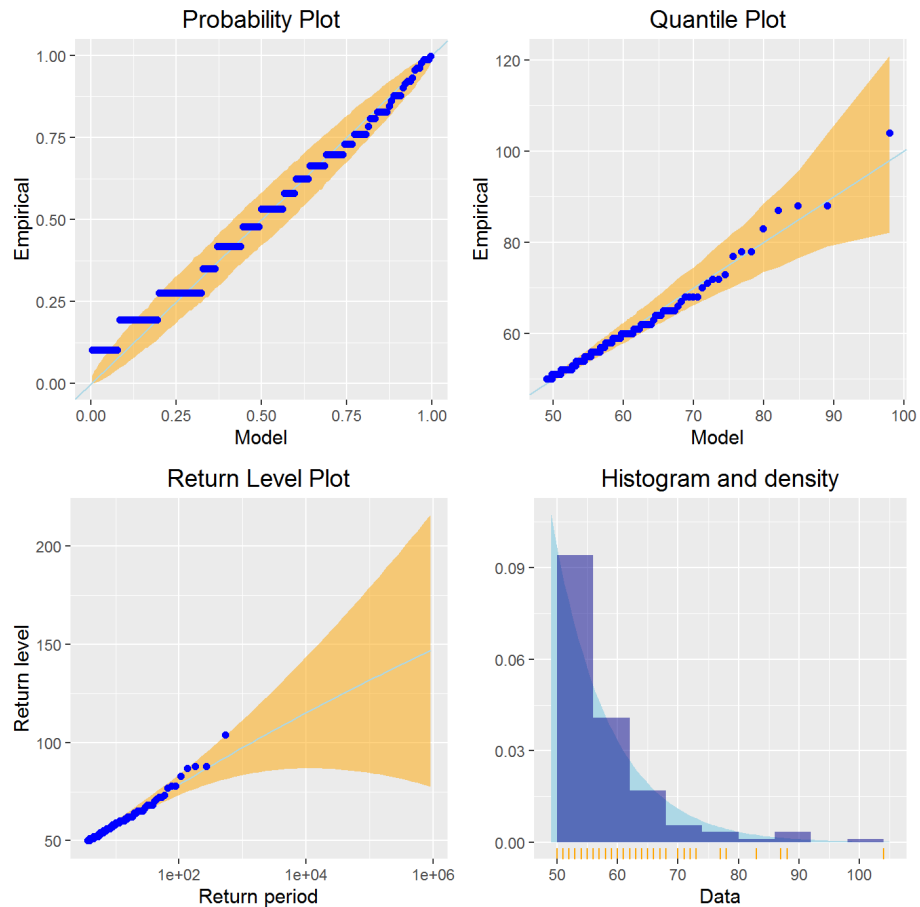 Probability Plot
1.00
0.75
0.50
0.25
0.00
Empirical
0.00 0.25 0.50 0.75 1.00
Model
Quantile Plot
120
100
80
60
Empirical
50 60 70 80 90 100
Model
Return Level Plot
200
150
100
50
Return level
1e+02 1e+04 1e+06
Return period
Histogram and density
0.09
0.06
0.03
0.00
50 60 70 80 90 100
Data